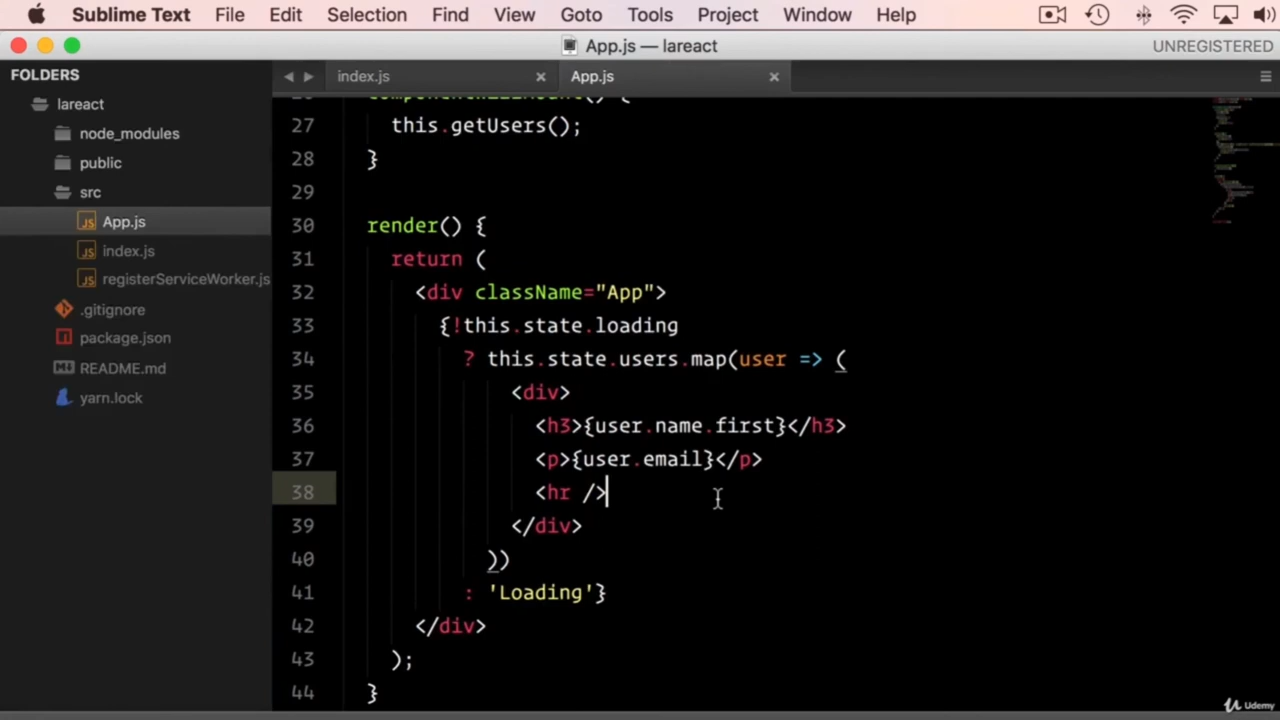 Sublime Text File Edit Selection Find View Goto Tools Project Window Help
App.js — lareact UNREGISTERED
FOLDERS
lareact
node_modules
public
src
App.js
index.js
registerServiceWorker.js
.gitignore
package.json
README.md
yarn.lock
index.js × App.js ×
27 this.getUsers();
28 }
29
30 render() {
31 return (
32 <div className="App">
33 {!this.state.loading
34 ? this.state.users.map(user => (
35 <div>
36 <h3>{user.name.first}</h3>
37 <p>{user.email}</p>
38 <hr />
39 </div>
40 ))
41 : 'Loading'}
42 </div>
43 );
44 }
Udemy